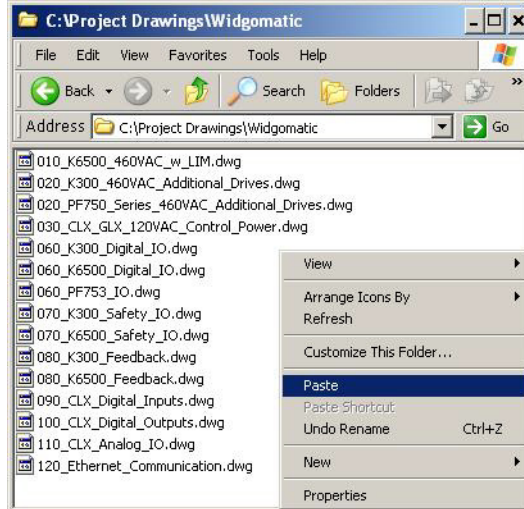 C:\Project Drawings\Widgomatic
File Edit View Favorites Tools Help
Back Search Folders »
Address C:\Project Drawings\Widgomatic Go
010_K6500_460VAC_w_LIM.dwg
020_K300_460VAC_Additional_Drives.dwg
020_PF750_Series_460VAC_Additional_Drives.dwg
030_CLX_GLX_120VAC_Control_Power.dwg
060_K300_Digital_IO.dwg
060_K6500_Digital_IO.dwg
060_PF753_IO.dwg
070_K300_Safety_IO.dwg
070_K6500_Safety_IO.dwg
080_K300_Feedback.dwg
080_K6500_Feedback.dwg
090_CLX_Digital_Inputs.dwg
100_CLX_Digital_Outputs.dwg
110_CLX_Analog_IO.dwg
120_Ethernet_Communication.dwg
View
Arrange Icons By
Refresh
Customize This Folder...
Paste
Paste Shortcut
Undo Rename Ctrl+Z
New
Properties